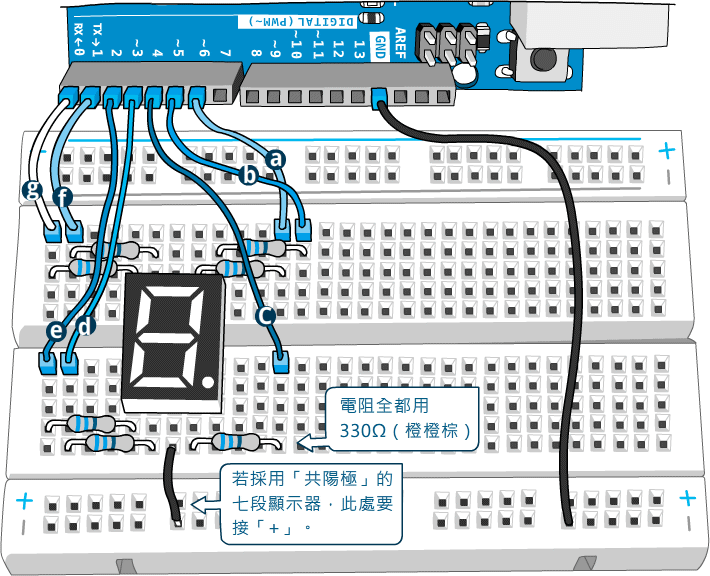 DIGITAL (PWM~)
RX←0
TX→1
2
~3
4
~5
~6
7
8
~9
~10
~11
12
13
GND
AREF
a
b
g
f
e
d
c
+
−
+
−
+
−
電阻全都用
330Ω（橙橙棕）
若採用「共陽極」的
七段顯示器，此處要
接「+」。